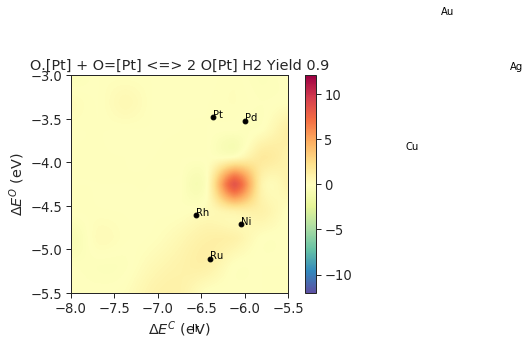 Au
O.[Pt] + O=[Pt] <=> 2 O[Pt] H2 Yield 0.9
Ag
−3.0
−3.5
−4.0
−4.5
−5.0
−5.5
ΔE^O (eV)
Pt
Pd
Cu
Rh
Ni
Ru
10
5
0
−5
−10
−8.0 −7.5 −7.0 −6.5 −6.0 −5.5
ΔE^C (eV)
Ir